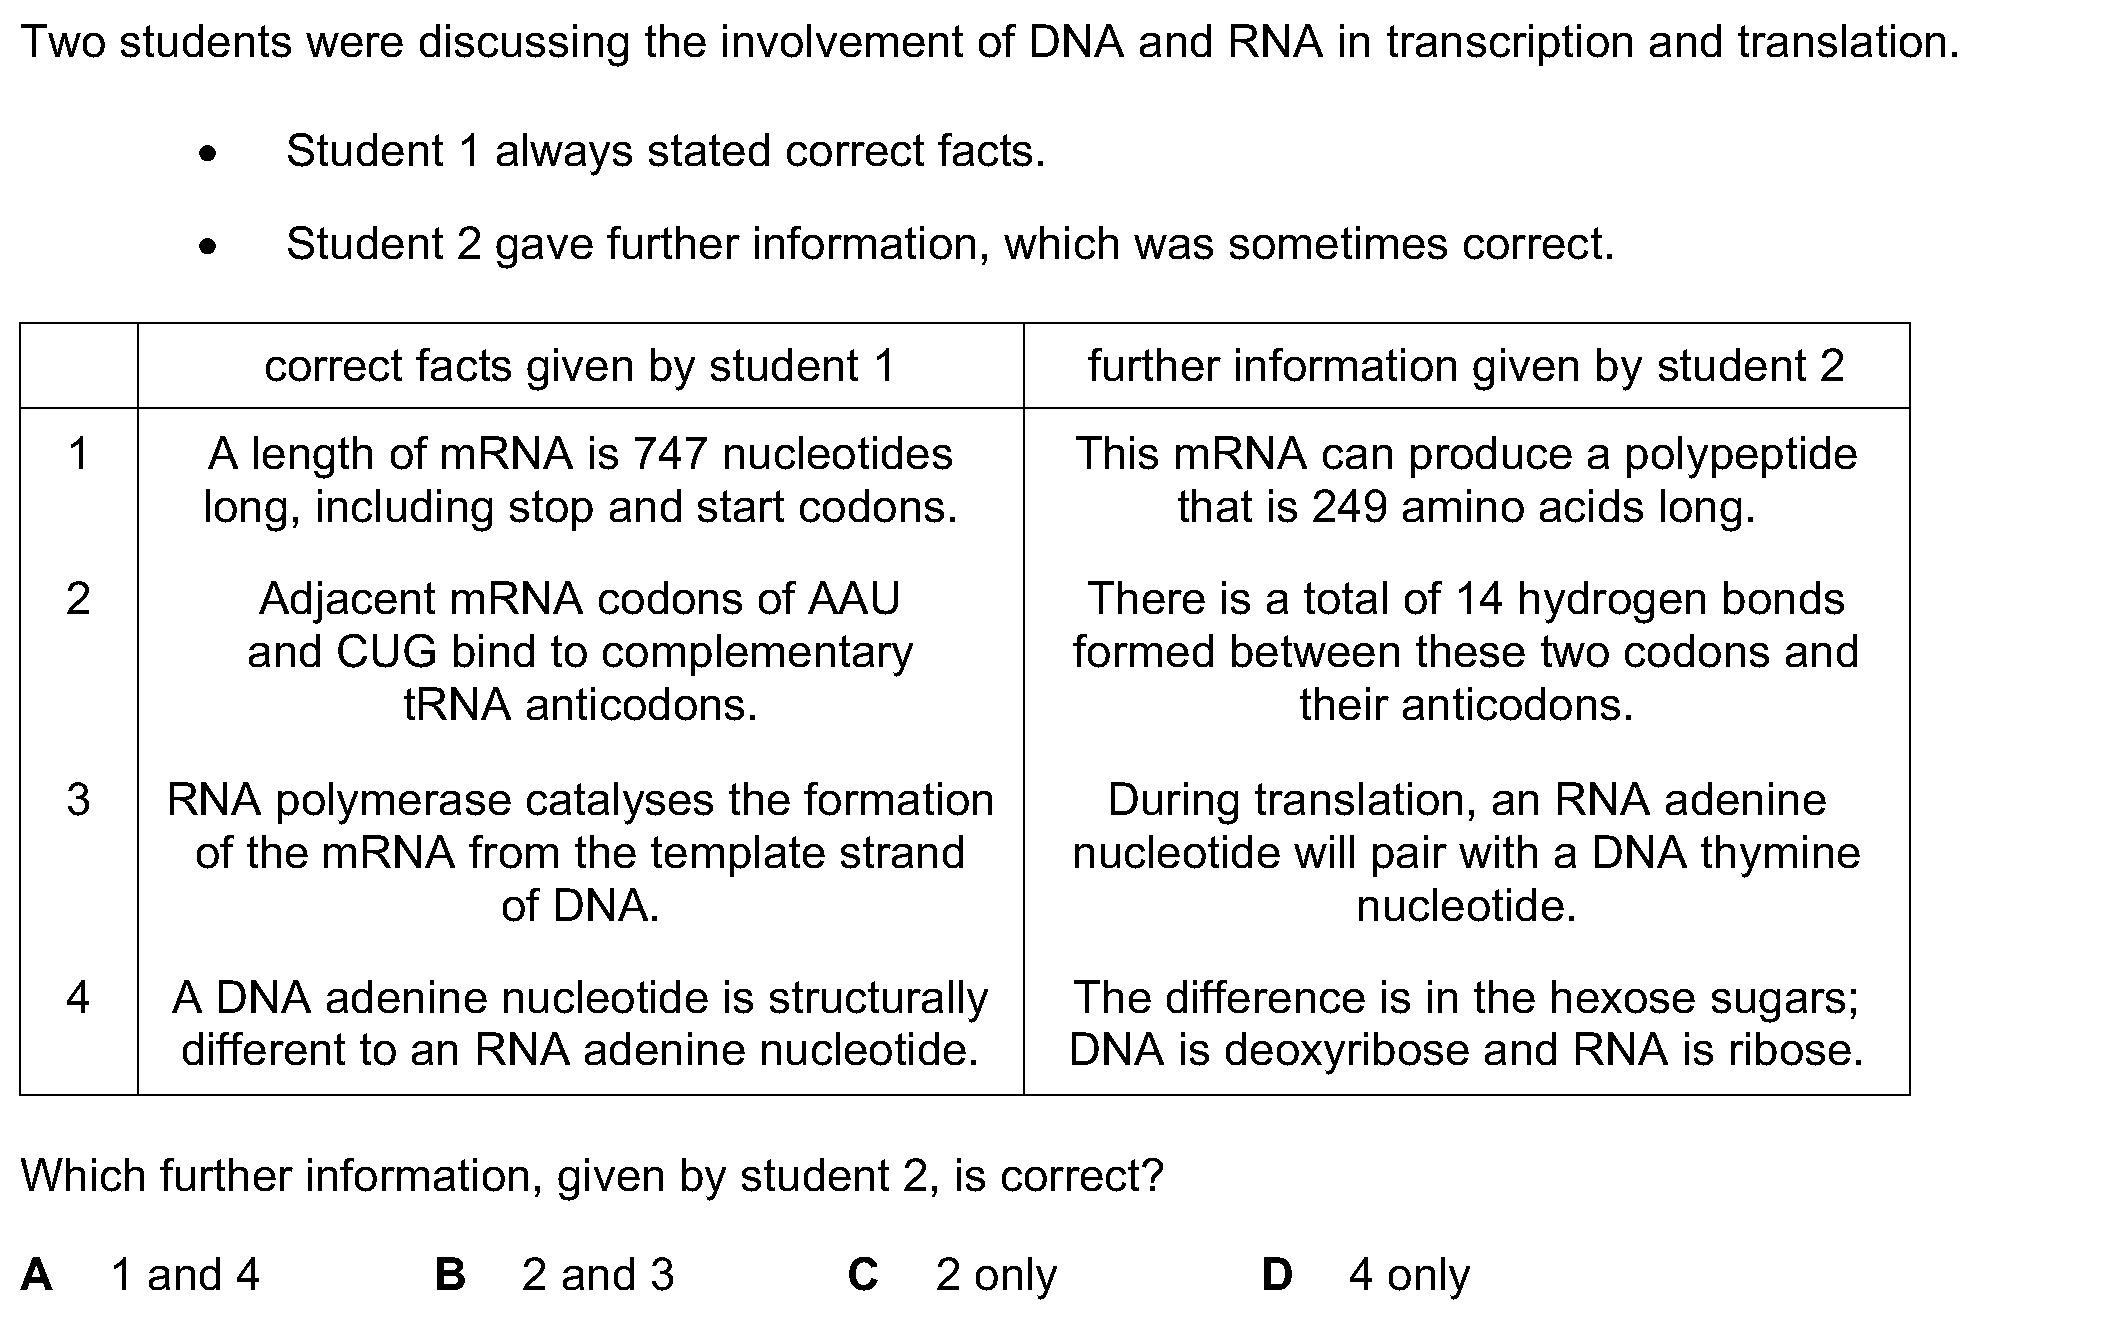 Two students were discussing the involvement of DNA and RNA in transcription and translation.
• Student 1 always stated correct facts.
• Student 2 gave further information, which was sometimes correct.
correct facts given by student 1 further information given by student 2
1 A length of mRNA is 747 nucleotides This mRNA can produce a polypeptide
long, including stop and start codons. that is 249 amino acids long.
2 Adjacent mRNA codons of AAU There is a total of 14 hydrogen bonds
and CUG bind to complementary formed between these two codons and
tRNA anticodons. their anticodons.
3 RNA polymerase catalyses the formation During translation, an RNA adenine
of the mRNA from the template strand nucleotide will pair with a DNA thymine
of DNA. nucleotide.
4 A DNA adenine nucleotide is structurally The difference is in the hexose sugars;
different to an RNA adenine nucleotide. DNA is deoxyribose and RNA is ribose.
Which further information, given by student 2, is correct?
A 1 and 4 B 2 and 3 C 2 only D 4 only